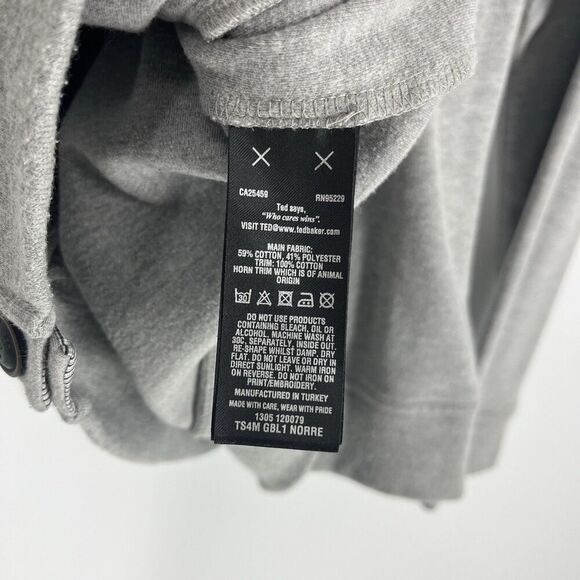 CA25459 RN95229
Ted says,
"Who cares wins".
VISIT TED@www.tedbaker.com
MAIN FABRIC:
59% COTTON, 41% POLYESTER
TRIM: 100% COTTON
HORN TRIM WHICH IS OF ANIMAL
ORIGIN
30
DO NOT USE PRODUCTS
CONTAINING BLEACH, OIL OR
ALCOHOL. MACHINE WASH AT
30C, SEPARATELY, INSIDE OUT.
RE-SHAPE WHILST DAMP. DRY
FLAT. DO NOT LEAVE OR DRY IN
DIRECT SUNLIGHT. WARM IRON
ON REVERSE. DO NOT IRON ON
PRINT/EMBROIDERY.
MANUFACTURED IN TURKEY
MADE WITH CARE, WEAR WITH PRIDE
1305 120079
TS4M GBL1 NORRE